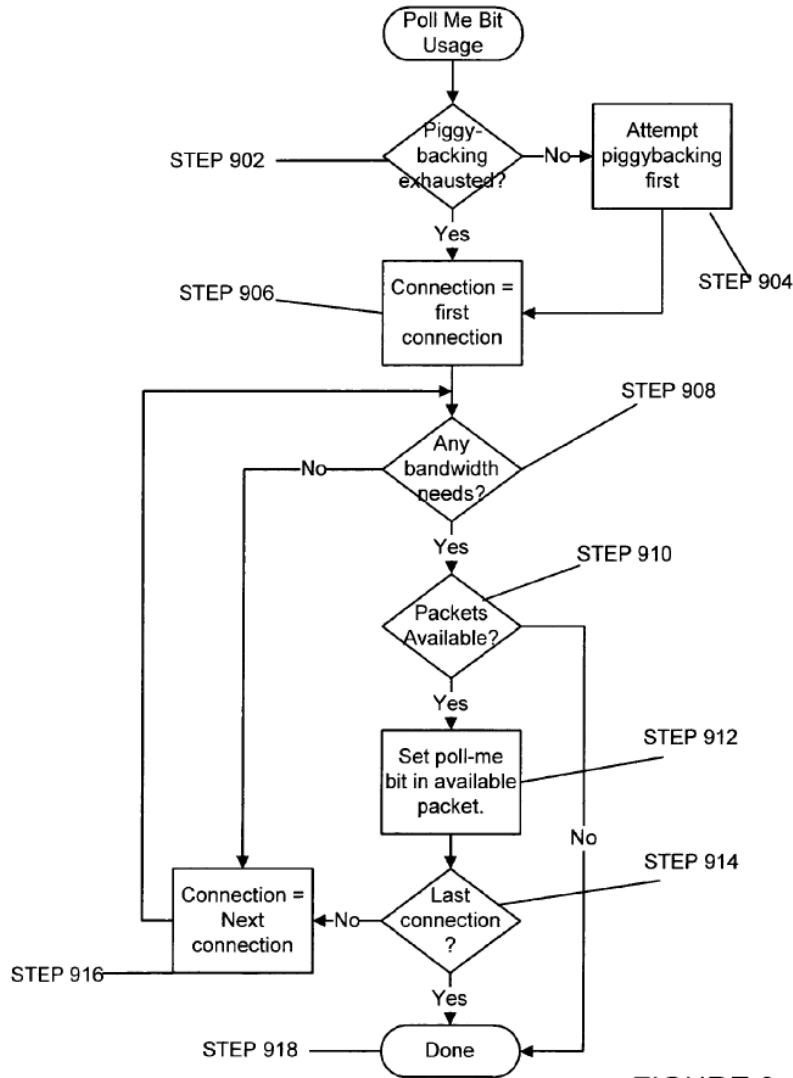 Poll Me Bit
Usage
Piggy-
backing
exhausted?
STEP 902
No
Attempt
piggybacking
first
STEP 904
Yes
STEP 906
Connection =
first
connection
STEP 908
Any
bandwidth
needs?
No
Yes
STEP 910
Packets
Available?
Yes
STEP 912
Set poll-me
bit in available
packet.
No
STEP 914
Last
connection
?
No
Connection =
Next
connection
STEP 916
Yes
STEP 918
Done